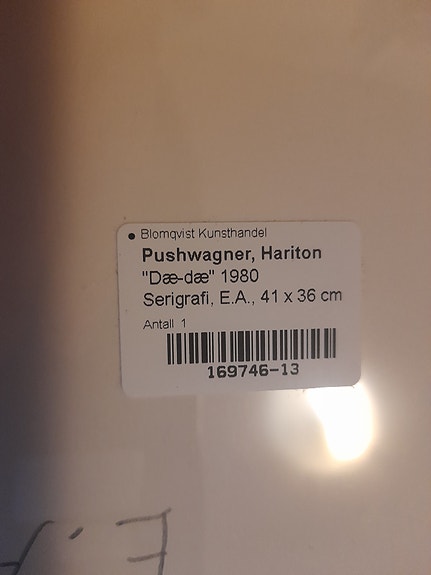 Blomqvist Kunsthandel
Pushwagner, Hariton
"Dæ-dæ" 1980
Serigrafi, E.A., 41 x 36 cm
Antall 1
169746-13